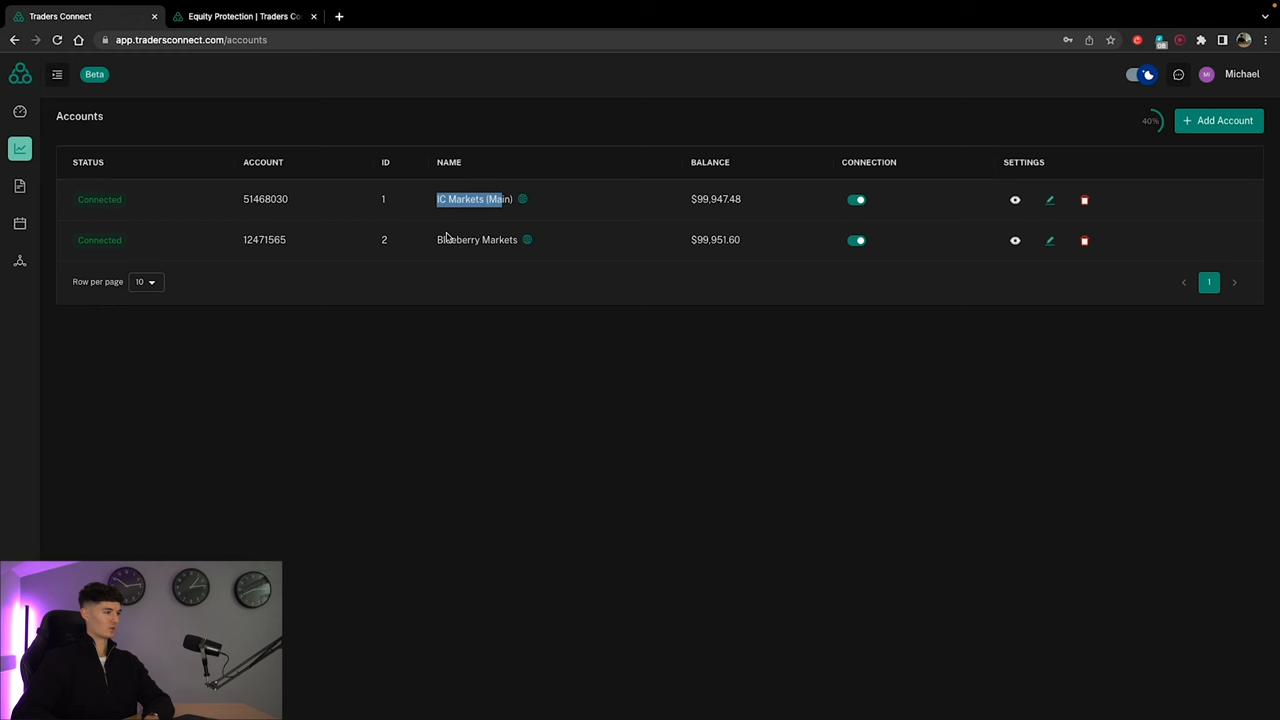 Traders Connect
Equity Protection | Traders Co
app.tradersconnect.com/accounts
Beta
Michael
Accounts
40%
Add Account
STATUS ACCOUNT ID NAME BALANCE CONNECTION SETTINGS
Connected 51468030 1 IC Markets (Main) $99,947.48
Connected 12471565 2 Blueberry Markets $99,951.60
Row per page 10
1